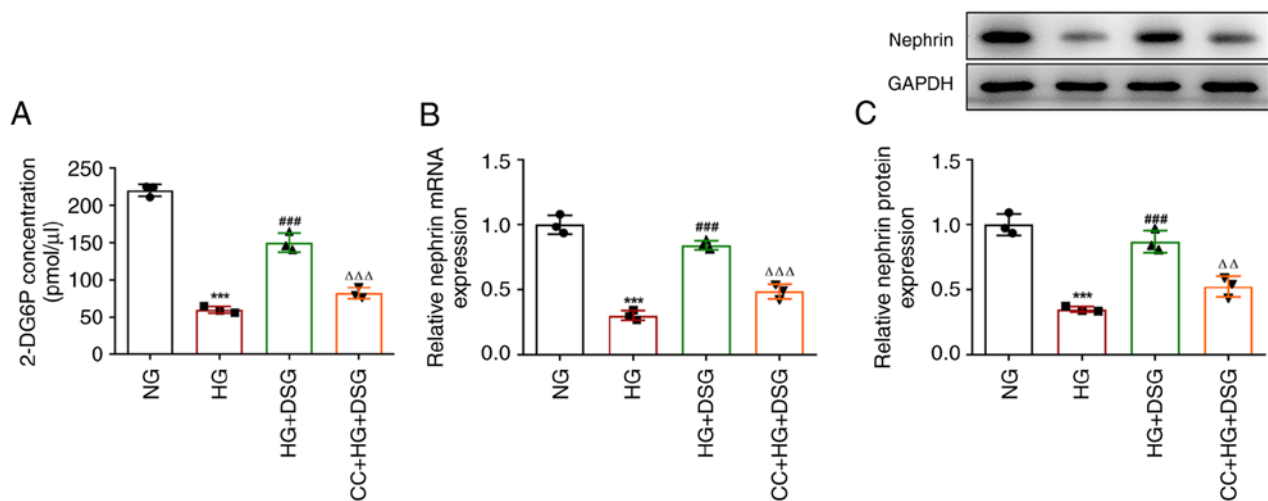 Nephrin
GAPDH
A
2-DG6P concentration
(pmol/μl)
250
200
150
100
50
0
***
###
ΔΔΔ
NG
HG
HG+DSG
CC+HG+DSG
B
Relative nephrin mRNA
expression
1.5
1.0
0.5
0.0
***
###
ΔΔΔ
NG
HG
HG+DSG
CC+HG+DSG
C
Relative nephrin protein
expression
1.5
1.0
0.5
0.0
***
###
ΔΔ
NG
HG
HG+DSG
CC+HG+DSG